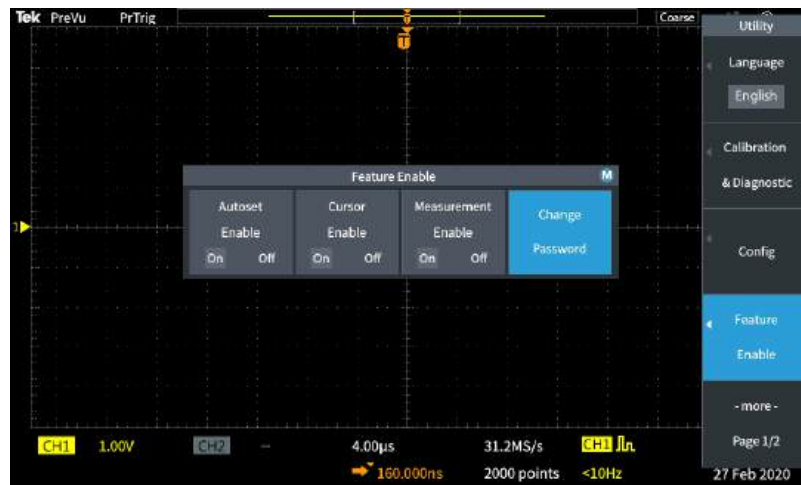 Tek PreVu PrTrig Coarse
T
T
Utility
Language
English
Calibration
& Diagnostic
Config
Feature
Enable
- more -
Page 1/2
Feature Enable M
Autoset
Enable
On Off
Cursor
Enable
On Off
Measurement
Enable
On Off
Change
Password
1
CH1 1.00V CH2 -- 4.00µs 31.2MS/s CH1
160.000ns 2000 points <10Hz 27 Feb 2020